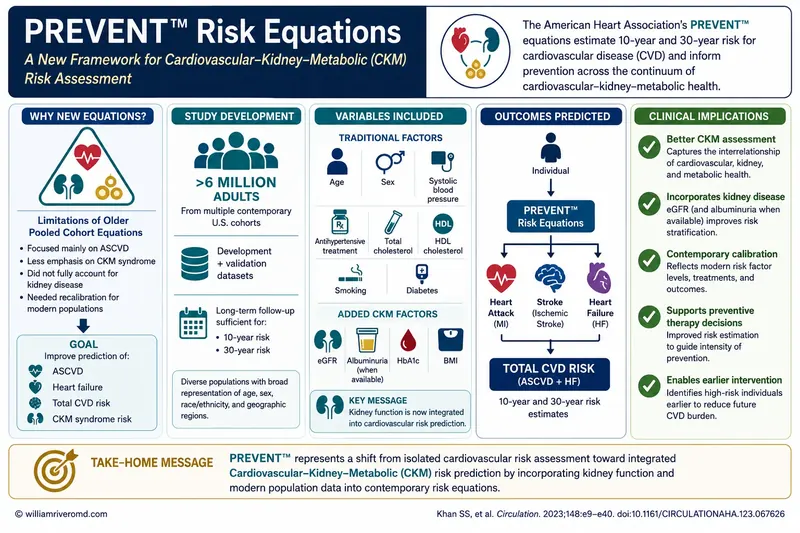 PREVENT™ Risk Equations
A New Framework for Cardiovascular–Kidney–Metabolic (CKM)
Risk Assessment
The American Heart Association's PREVENT™
equations estimate 10-year and 30-year risk for
cardiovascular disease (CVD) and inform
prevention across the continuum of
cardiovascular–kidney–metabolic health.
WHY NEW EQUATIONS?
Limitations of Older
Pooled Cohort Equations
• Focused mainly on ASCVD
• Less emphasis on CKM syndrome
• Did not fully account for
kidney disease
• Needed recalibration for
modern populations
GOAL
Improve prediction of:
ASCVD
Heart failure
Total CVD risk
CKM syndrome risk
STUDY DEVELOPMENT
>6 MILLION
ADULTS
From multiple contemporary
U.S. cohorts
Development
+ validation
datasets
Long-term follow-up
sufficient for:
• 10-year risk
• 30-year risk
Diverse populations with broad
representation of age, sex,
race/ethnicity, and geographic
regions.
VARIABLES INCLUDED
TRADITIONAL FACTORS
Age
Sex
Systolic
blood
pressure
Rx
HDL
Antihypertensive
treatment
Total
cholesterol
HDL
cholesterol
Smoking
Diabetes
ADDED CKM FACTORS
eGFR
Albuminuria
(when
available)
HbA1c
BMI
KEY MESSAGE
Kidney function is now integrated
into cardiovascular risk prediction.
OUTCOMES PREDICTED
Individual
PREVENT™
Risk Equations
Heart
Attack
(MI)
Stroke
(Ischemic
Stroke)
Heart
Failure
(HF)
TOTAL CVD RISK
(ASCVD + HF)
10-year and 30-year risk
estimates
CLINICAL IMPLICATIONS
Better CKM assessment
Captures the interrelationship
of cardiovascular, kidney,
and metabolic health.
Incorporates kidney disease
eGFR (and albuminuria when
available) improves risk
stratification.
Contemporary calibration
Reflects modern risk factor
levels, treatments, and
outcomes.
Supports preventive
therapy decisions
Improved risk estimation
to guide intensity of
prevention.
Enables earlier intervention
Identifies high-risk individuals
earlier to reduce future
CVD burden.
TAKE-HOME MESSAGE
PREVENT™ represents a shift from isolated cardiovascular risk assessment toward integrated
Cardiovascular–Kidney–Metabolic (CKM) risk prediction by incorporating kidney function and
modern population data into contemporary risk equations.
© williamriveromd.com
Khan SS, et al. Circulation. 2023;148:e9–e40. doi:10.1161/CIRCULATIONAHA.123.067626